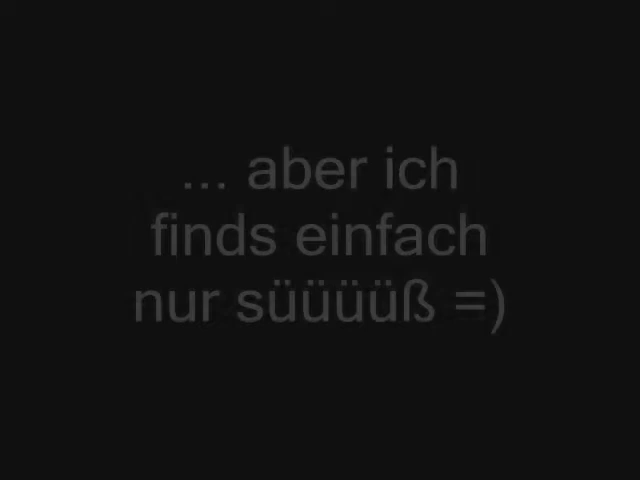 ... aber ich
finds einfach
nur süüüüß =)